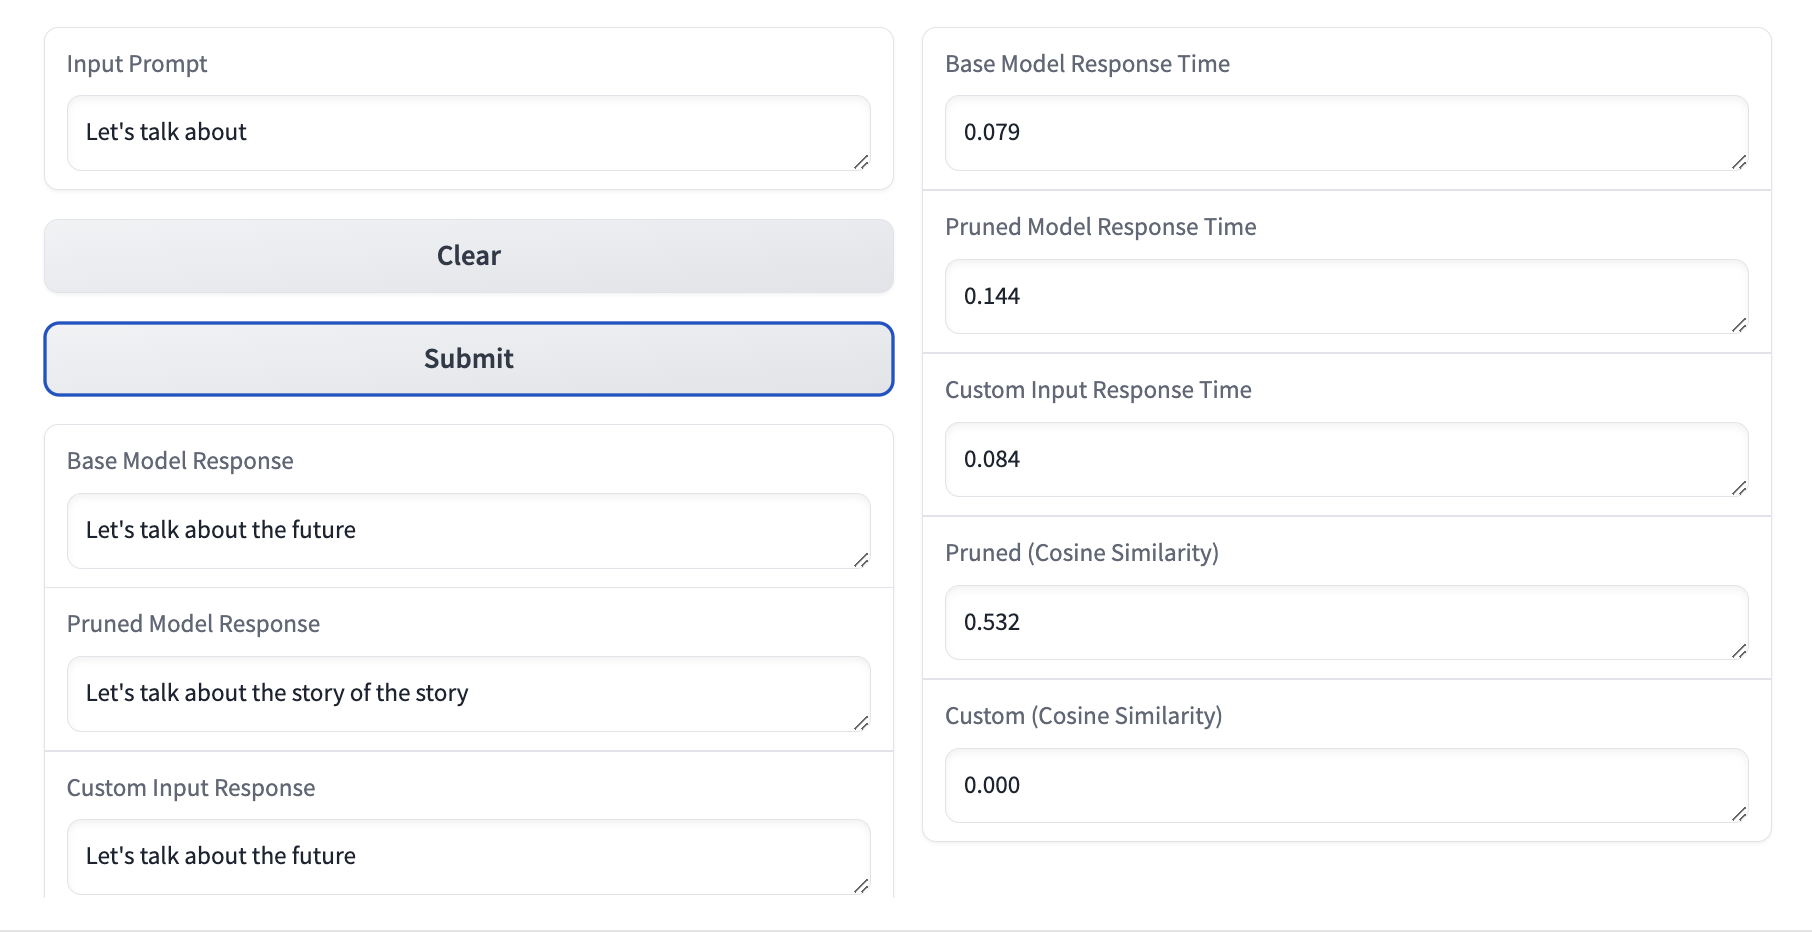 Input Prompt
Let's talk about
Clear
Submit
Base Model Response
Let's talk about the future
Pruned Model Response
Let's talk about the story of the story
Custom Input Response
Let's talk about the future
Base Model Response Time
0.079
Pruned Model Response Time
0.144
Custom Input Response Time
0.084
Pruned (Cosine Similarity)
0.532
Custom (Cosine Similarity)
0.000